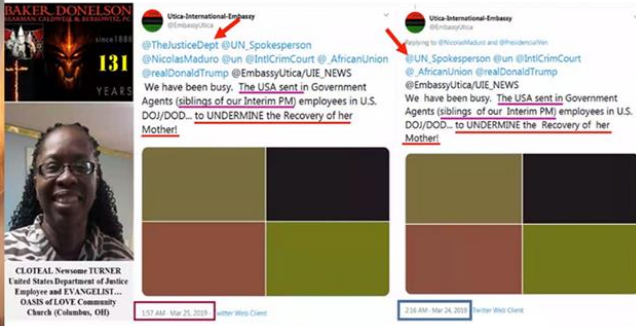 BAKER DONELSON
BEARMAN CALDWELL & BERKOWITZ, PC
since 1888
131
YEARS
CLOTEAL Newsome TURNER
United States Department of Justice
Employee and EVANGELIST...
OASIS of LOVE Community
Church (Columbus, OH)
Utica-International-Embassy
@EmbassyUtica
@TheJusticeDept @UN_Spokesperson
@NicolasMaduro @un @IntlCrimCourt @_AfricanUnion
@realDonaldTrump @EmbassyUtica/UIE_NEWS
We have been busy. The USA sent in Government
Agents (siblings of our Interim PM) employees in U.S.
DOJ/DOD... to UNDERMINE the Recovery of her
Mother!
1:57 AM - Mar 25, 2019 Twitter Web Client
Utica-International-Embassy
@EmbassyUtica
Replying to @NicolasMaduro and @PresidencialVen
@UN_Spokesperson @un @IntlCrimCourt
@_AfricanUnion @realDonaldTrump
@EmbassyUtica/UIE_NEWS
We have been busy. The USA sent in Government
Agents (siblings of our Interim PM) employees in U.S.
DOJ/DOD... to UNDERMINE the Recovery of her
Mother!
2:16 AM - Mar 24, 2019 Twitter Web Client